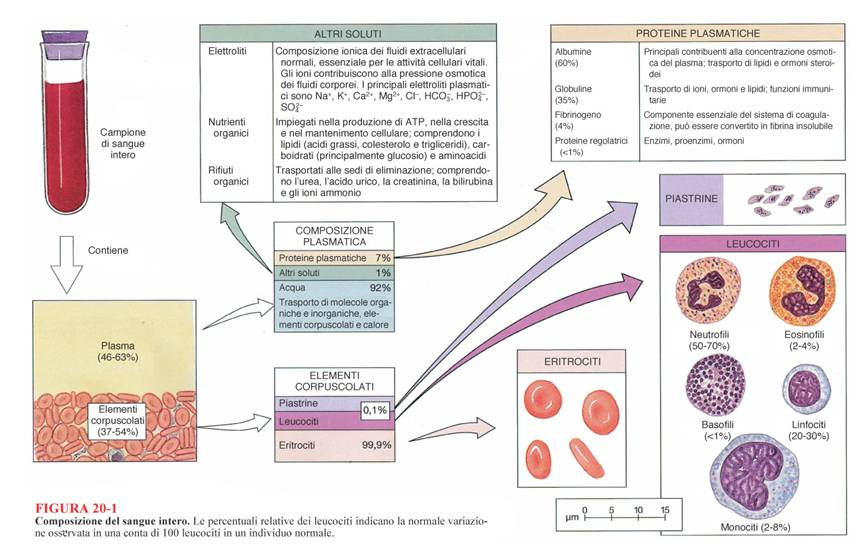 ALTRI SOLUTI
Elettroliti
Composizione ionica dei fluidi extracellulari
normali, essenziale per le attività cellulari vitali.
Gli ioni contribuiscono alla pressione osmotica
dei fluidi corporei. I principali elettroliti plasmati-
ci sono Na⁺, K⁺, Ca²⁺, Mg²⁺, Cl⁻, HCO₃⁻, HPO₄²⁻,
SO₄²⁻
Nutrienti
organici
Impiegati nella produzione di ATP, nella crescita
e nel mantenimento cellulare; comprendono i
lipidi (acidi grassi, colesterolo e trigliceridi), car-
boidrati (principalmente glucosio) e aminoacidi
Rifiuti
organici
Trasportati alle sedi di eliminazione; comprendo-
no l'urea, l'acido urico, la creatinina, la bilirubina
e gli ioni ammonio
PROTEINE PLASMATICHE
Albumine
(60%)
Principali contribuenti alla concentrazione osmoti-
ca del plasma; trasporto di lipidi e ormoni steroi-
dei
Globuline
(35%)
Trasporto di ioni, ormoni e lipidi; funzioni immuni-
tarie
Fibrinogeno
(4%)
Componente essenziale del sistema di coagula-
zione, può essere convertito in fibrina insolubile
Proteine regolatrici
(<1%)
Enzimi, proenzimi, ormoni
Campione
di sangue
intero
Contiene
Plasma
(46-63%)
Elementi
corpuscolati
(37-54%)
COMPOSIZIONE
PLASMATICA
Proteine plasmatiche 7%
Altri soluti 1%
Acqua 92%
Trasporto di molecole orga-
niche e inorganiche, ele-
menti corpuscolati e calore
ELEMENTI
CORPUSCOLATI
Piastrine
0,1%
Leucociti
Eritrociti 99,9%
PIASTRINE
LEUCOCITI
Neutrofili
(50-70%)
Eosinofili
(2-4%)
Basofili
(<1%)
Linfociti
(20-30%)
Monociti (2-8%)
ERITROCITI
µm
0 5 10 15
FIGURA 20-1
Composizione del sangue intero. Le percentuali relative dei leucociti indicano la normale variazio-
ne osservata in una conta di 100 leucociti in un individuo normale.